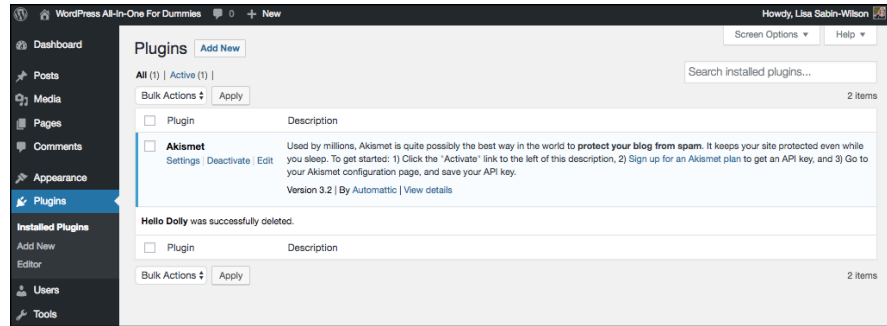 WordPress All-In-One For Dummies 0 + New Howdy, Lisa Sabin-Wilson
Screen Options ▼ Help ▼
Dashboard
Posts
Media
Pages
Comments
Appearance
Plugins
Installed Plugins
Add New
Editor
Users
Tools
Plugins Add New
All (1) | Active (1) |
Search installed plugins...
Bulk Actions Apply 2 items
Plugin Description
Akismet
Settings | Deactivate | Edit
Used by millions, Akismet is quite possibly the best way in the world to protect your blog from spam. It keeps your site protected even while
you sleep. To get started: 1) Click the "Activate" link to the left of this description, 2) Sign up for an Akismet plan to get an API key, and 3) Go to
your Akismet configuration page, and save your API key.
Version 3.2 | By Automattic | View details
Hello Dolly was successfully deleted.
Plugin Description
Bulk Actions Apply 2 items